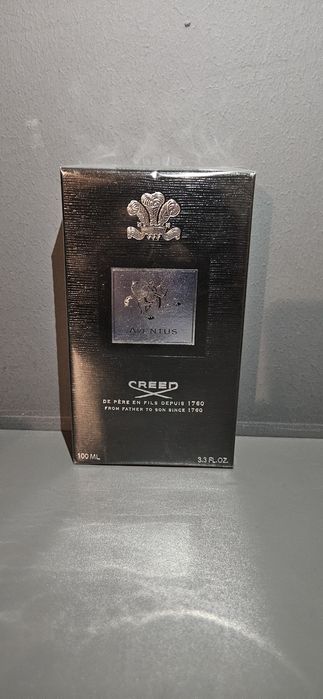 AVENTUS
CREED
DE PÈRE EN FILS DEPUIS 1760
FROM FATHER TO SON SINCE 1760
100 ML 3.3 FL.OZ.